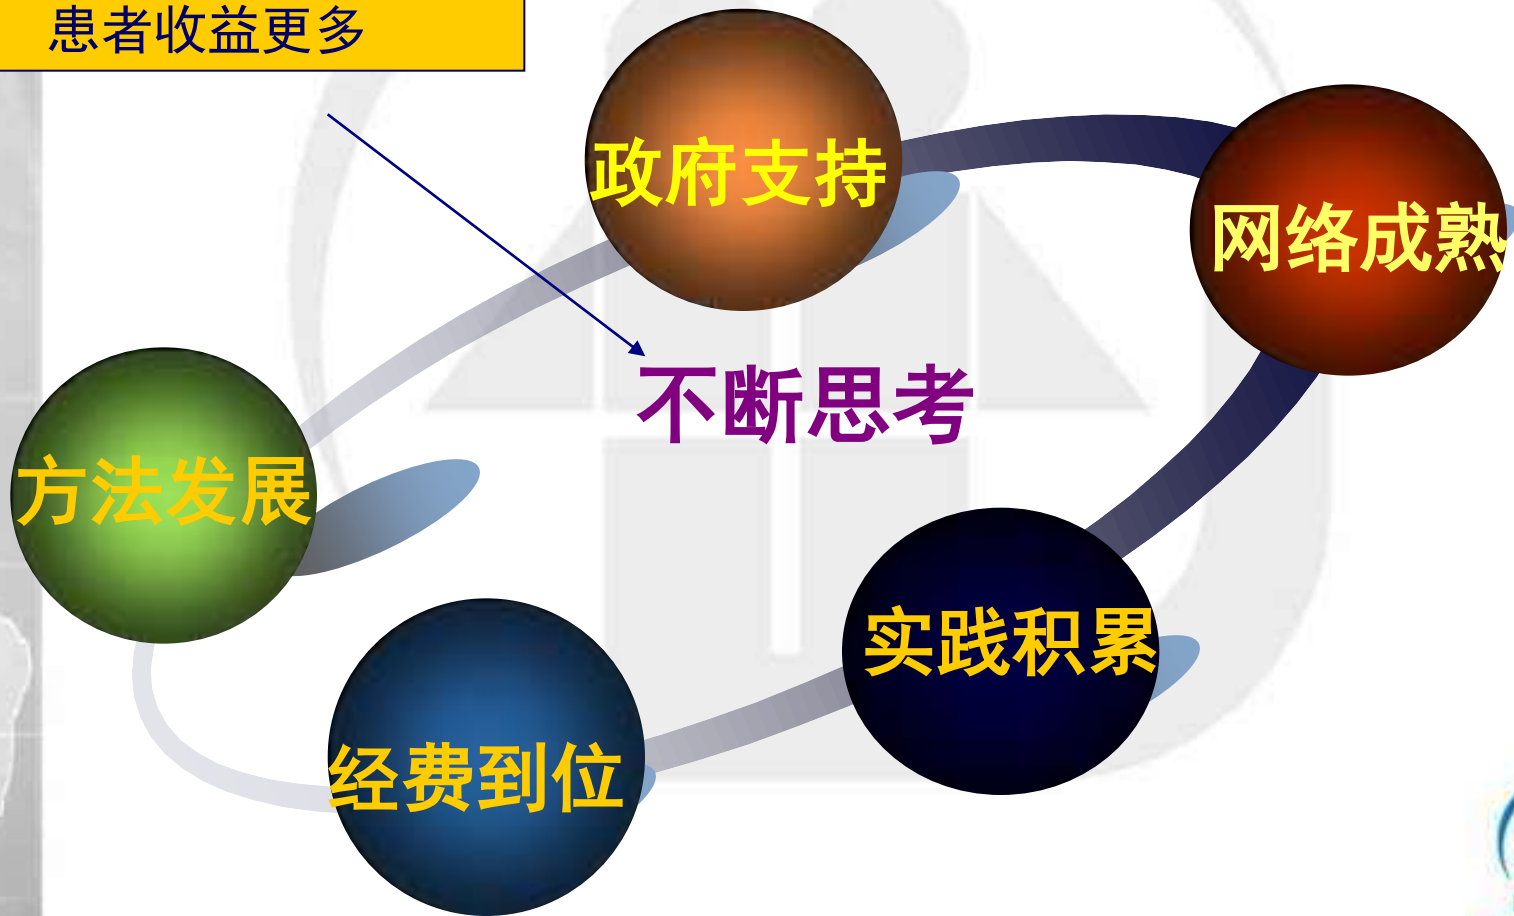 患者收益更多
政府支持
网络成熟
不断思考
方法发展
实践积累
经费到位